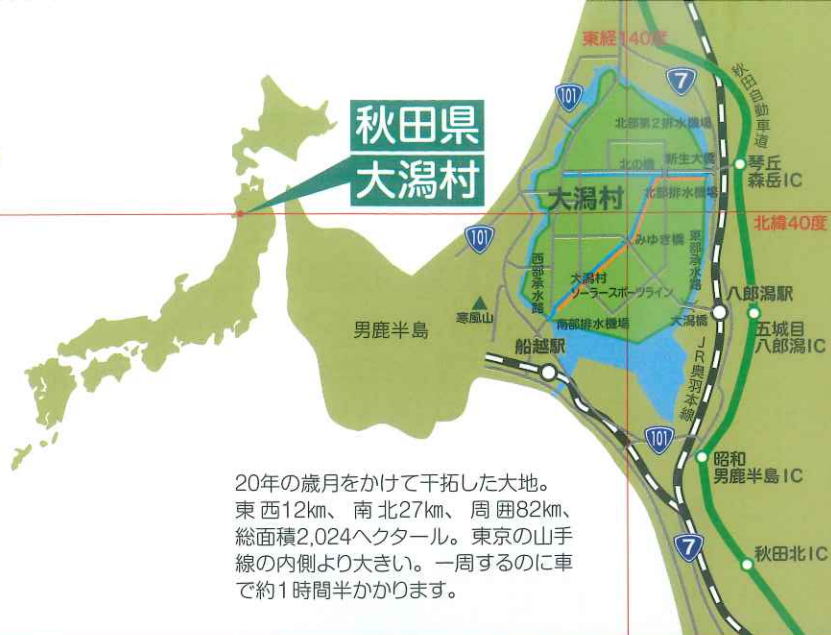 秋田県
大潟村
東経140度
101
7
秋田自動車道
北部第2排水機場
北の橋
新生大橋
琴丘
森岳IC
大潟村
北部排水機場
北緯40度
101
みゆき橋
東部承水路
西部承水路
大潟村
ソーラースポーツライン
八郎潟駅
寒風山
男鹿半島
南部排水機場
大潟橋
五城目
八郎潟IC
船越駅
JR奥羽本線
101
昭和
男鹿半島IC
7
秋田北IC
20年の歳月をかけて干拓した大地。
東西12km、南北27km、周囲82km、
総面積2,024ヘクタール。東京の山手
線の内側より大きい。一周するのに車
で約1時間半かかります。